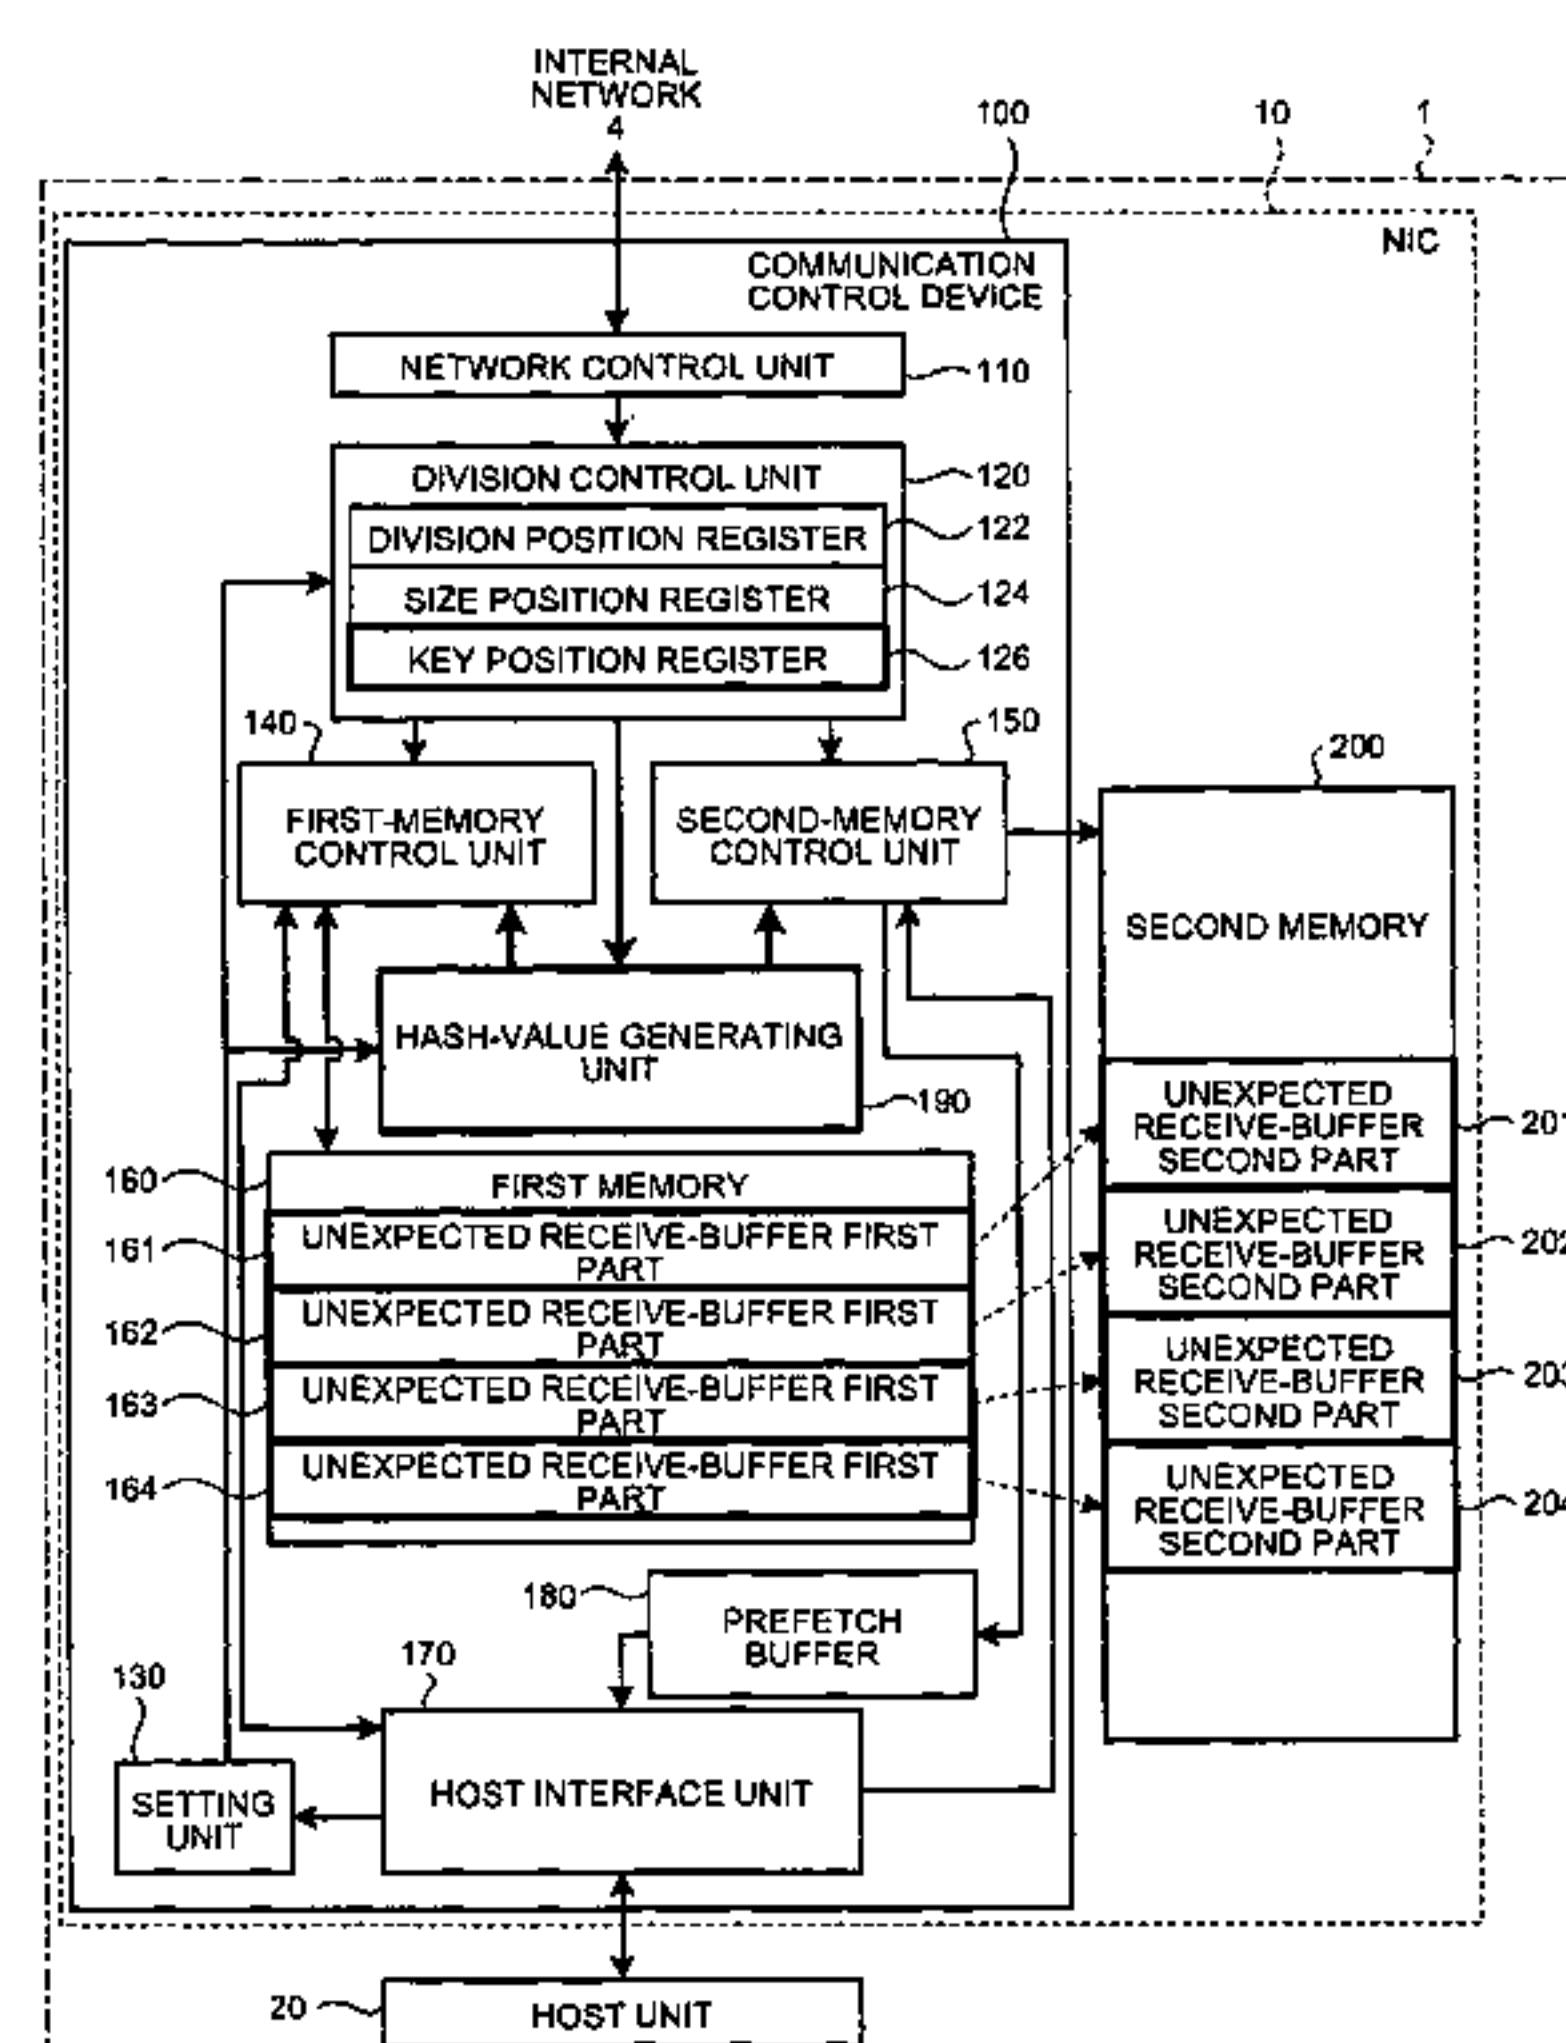 INTERNAL
NETWORK
4
100
10
1
NIC
COMMUNICATION
CONTROL DEVICE
NETWORK CONTROL UNIT
110
DIVISION CONTROL UNIT
120
DIVISION POSITION REGISTER
122
SIZE POSITION REGISTER
124
KEY POSITION REGISTER
126
140
150
200
FIRST-MEMORY
CONTROL UNIT
SECOND-MEMORY
CONTROL UNIT
SECOND MEMORY
HASH-VALUE GENERATING
UNIT
190
UNEXPECTED
RECEIVE-BUFFER
SECOND PART
201
160
FIRST MEMORY
161
UNEXPECTED RECEIVE-BUFFER FIRST
PART
UNEXPECTED
RECEIVE-BUFFER
SECOND PART
202
162
UNEXPECTED RECEIVE-BUFFER FIRST
PART
UNEXPECTED
RECEIVE-BUFFER
SECOND PART
203
163
UNEXPECTED RECEIVE-BUFFER FIRST
PART
164
UNEXPECTED RECEIVE-BUFFER FIRST
PART
UNEXPECTED
RECEIVE-BUFFER
SECOND PART
204
180
PREFETCH
BUFFER
170
130
HOST INTERFACE UNIT
SETTING
UNIT
20
HOST UNIT